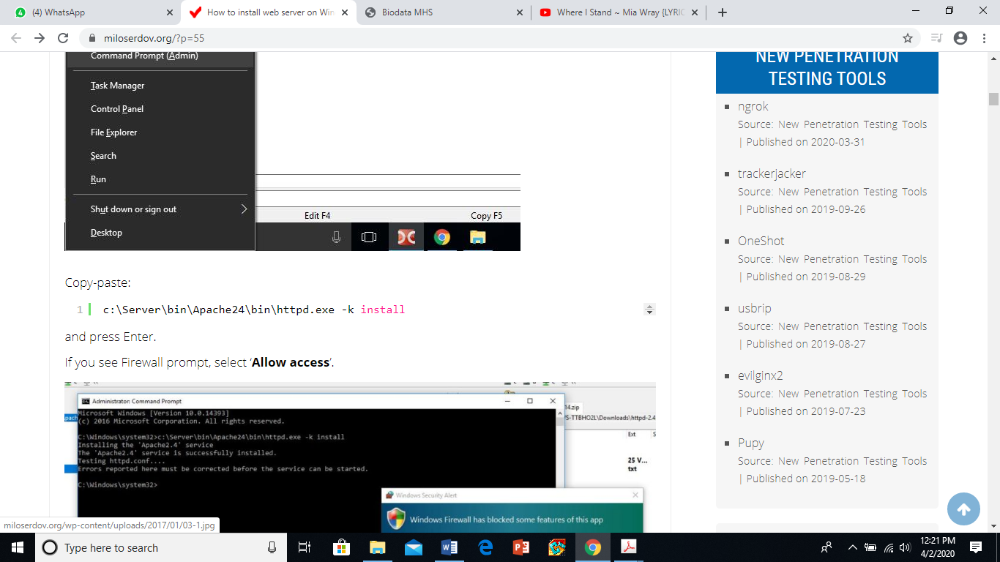 (4) WhatsApp
How to install web server on Win
Biodata MHS
Where I Stand ~ Mia Wray {LYRIC
miloserdov.org/?p=55
Command Prompt (Admin)
Task Manager
Control Panel
File Explorer
Search
Run
Shut down or sign out
Desktop
Edit F4
Copy F5
Copy-paste:
1 c:\Server\bin\Apache24\bin\httpd.exe -k install
and press Enter.
If you see Firewall prompt, select ‘Allow access’.
Administrator: Command Prompt
Microsoft Windows [Version 10.0.14393]
(c) 2016 Microsoft Corporation. All rights reserved.
C:\Windows\system32>c:\Server\bin\Apache24\bin\httpd.exe -k install
Installing the 'Apache2.4' service
The 'Apache2.4' service is successfully installed.
Testing httpd.conf....
Errors reported here must be corrected before the service can be started.
C:\Windows\system32>
14.zip
PS-TTBHO2L\Downloads\httpd-2.4
Ext
S
25 V...
txt
Windows Security Alert
Windows Firewall has blocked some features of this app
NEW PENETRATION
TESTING TOOLS
ngrok
Source: New Penetration Testing Tools
| Published on 2020-03-31
trackerjacker
Source: New Penetration Testing Tools
| Published on 2019-09-26
OneShot
Source: New Penetration Testing Tools
| Published on 2019-08-29
usbrip
Source: New Penetration Testing Tools
| Published on 2019-08-27
evilginx2
Source: New Penetration Testing Tools
| Published on 2019-07-23
Pupy
Source: New Penetration Testing Tools
| Published on 2019-05-18
miloserdov.org/wp-content/uploads/2017/01/03-1.jpg
Type here to search
12:21 PM
4/2/2020